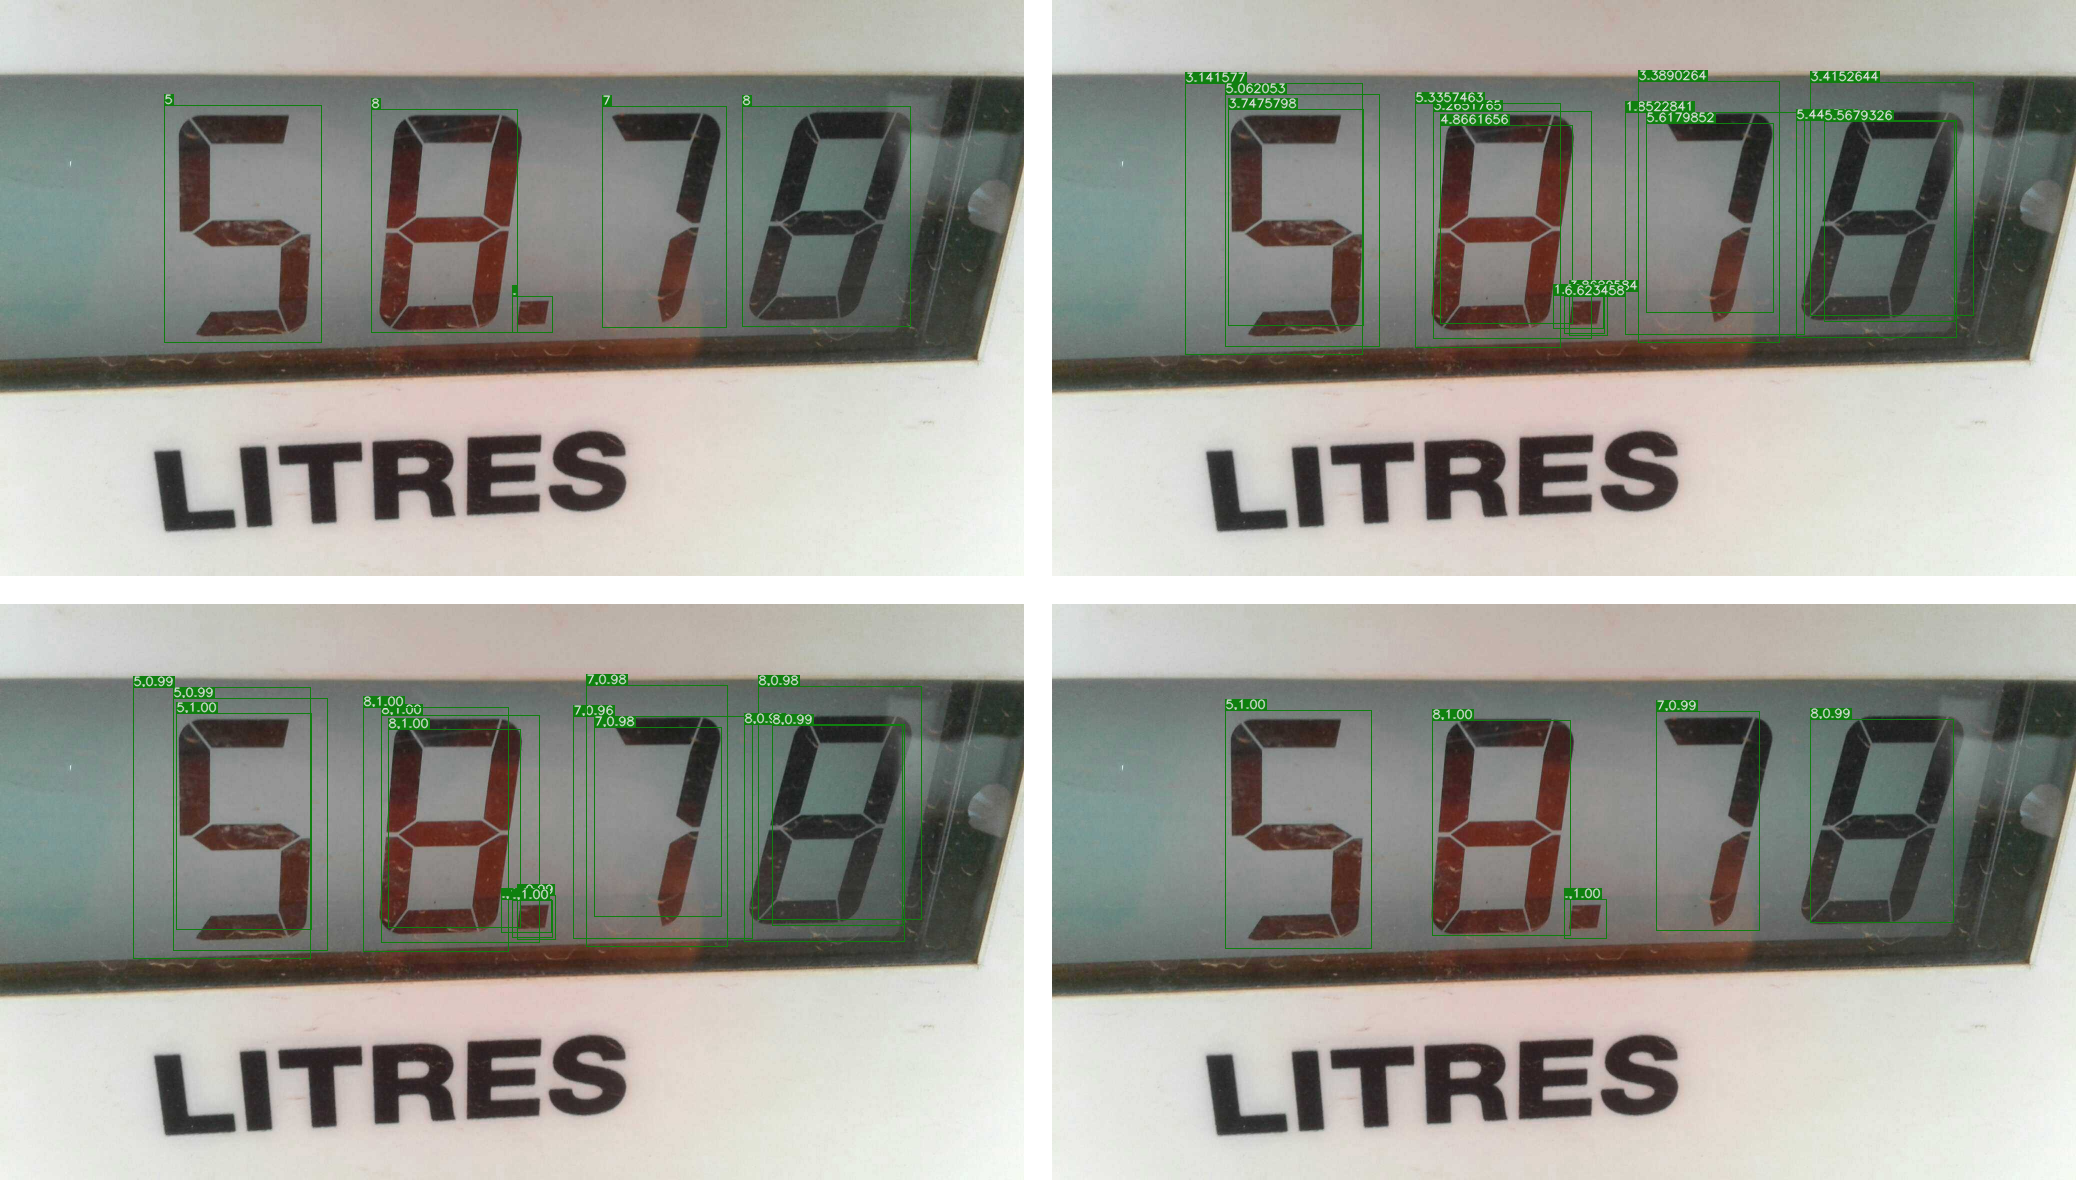 5 8 . 7 8
58.78
LITRES
3.141577 3.3890264 3.4152644
5.062053 5.3357463 1.8522841
3.7475798 4.8661656 5.6179852 5.445.5679326
58.78
LITRES
5,0.99 7,0.98 8,0.98
5,0.99 8,1.00 7,0.96
5,1.00 8,1.00 7,0.98 8,0.99
58.78
LITRES
5,1.00 8,1.00 .,1.00 7,0.99 8,0.99
58.78
LITRES